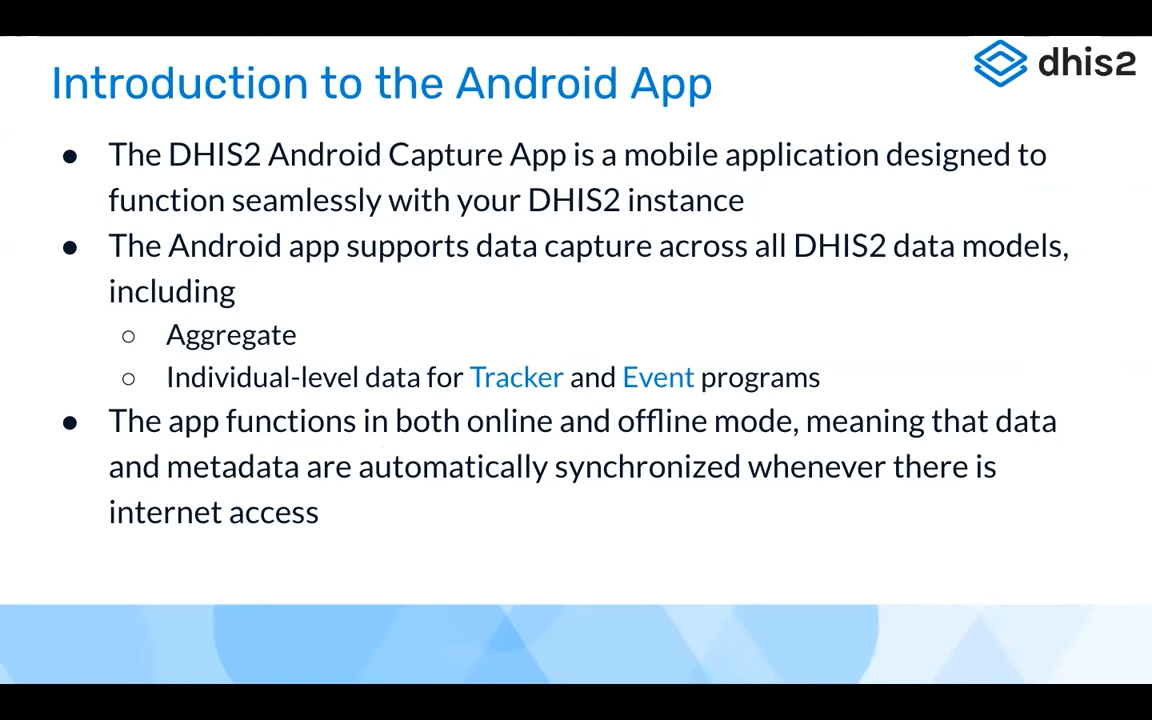 dhis2
Introduction to the Android App
● The DHIS2 Android Capture App is a mobile application designed to
function seamlessly with your DHIS2 instance
● The Android app supports data capture across all DHIS2 data models,
including
○ Aggregate
○ Individual-level data for Tracker and Event programs
● The app functions in both online and offline mode, meaning that data
and metadata are automatically synchronized whenever there is
internet access